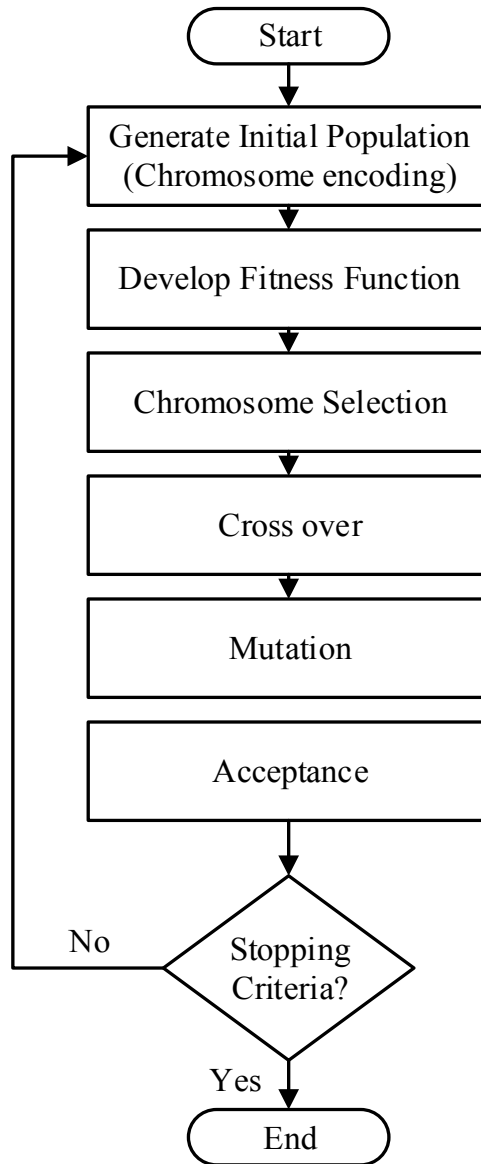 Start
Generate Initial Population
(Chromosome encoding)
Develop Fitness Function
Chromosome Selection
Cross over
Mutation
Acceptance
No
Stopping
Criteria?
Yes
End